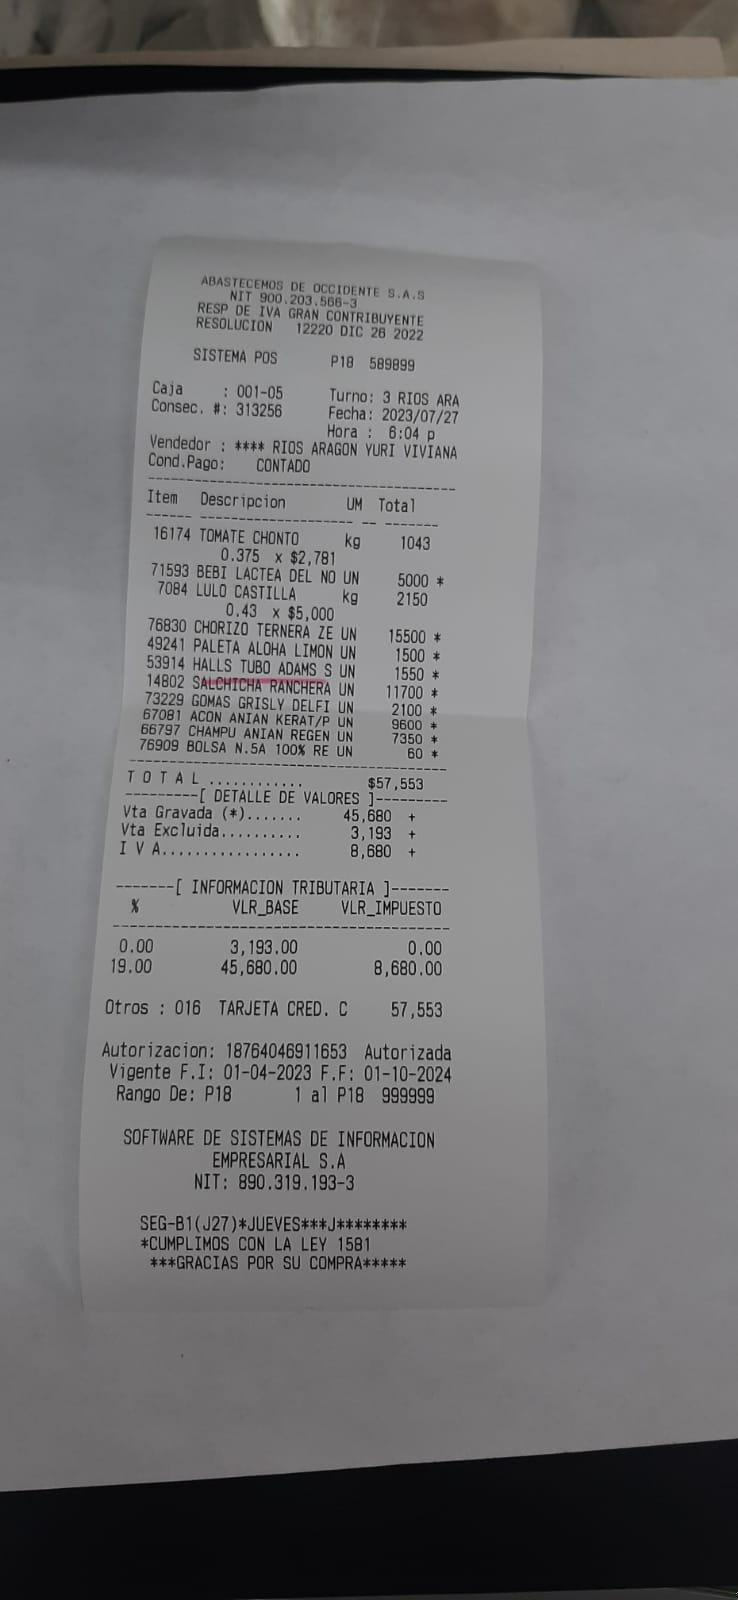 ABASTECEMOS DE OCCIDENTE S.A.S
NIT 900.203.566-3
RESP DE IVA GRAN CONTRIBUYENTE
RESOLUCION 12220 DIC 26 2022
SISTEMA POS P18 589899
Caja : 001-05 Turno: 3 RIOS ARA
Consec. #: 313256 Fecha: 2023/07/27
Hora : 6:04 p
Vendedor : **** RIOS ARAGON YURI VIVIANA
Cond.Pago: CONTADO
----------------------------------------
Item Descripcion UM Total
------ -------------------- -- -------
16174 TOMATE CHONTO kg 1043
0.375 x $2,781
71593 BEBI LACTEA DEL NO UN 5000 *
7084 LULO CASTILLA kg 2150
0.43 x $5,000
76830 CHORIZO TERNERA ZE UN 15500 *
49241 PALETA ALOHA LIMON UN 1500 *
53914 HALLS TUBO ADAMS S UN 1550 *
14802 SALCHICHA RANCHERA UN 11700 *
73229 GOMAS GRISLY DELFI UN 2100 *
67081 ACON ANIAN KERAT/P UN 9600 *
66797 CHAMPU ANIAN REGEN UN 7350 *
76909 BOLSA N.5A 100% RE UN 60 *
----------------------------------------
T O T A L ............ $57,553
---------[ DETALLE DE VALORES ]---------
Vta Gravada (*)....... 45,680 +
Vta Excluida.......... 3,193 +
I V A................. 8,680 +
-------[ INFORMACION TRIBUTARIA ]-------
% VLR_BASE VLR_IMPUESTO
----------------------------------------
0.00 3,193.00 0.00
19.00 45,680.00 8,680.00
Otros : 016 TARJETA CRED. C 57,553
Autorizacion: 18764046911653 Autorizada
Vigente F.I: 01-04-2023 F.F: 01-10-2024
Rango De: P18 1 al P18 999999
SOFTWARE DE SISTEMAS DE INFORMACION
EMPRESARIAL S.A
NIT: 890.319.193-3
SEG-B1(J27)*JUEVES***J********
*CUMPLIMOS CON LA LEY 1581
***GRACIAS POR SU COMPRA*****